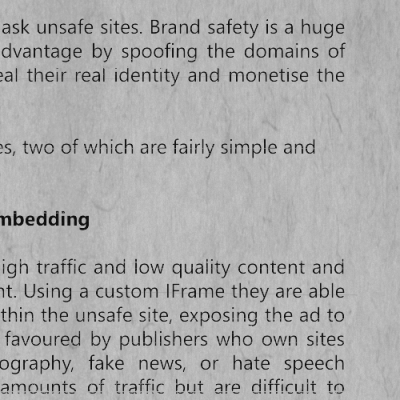 ask unsafe sites. Brand safety is a huge
dvantage by spoofing the domains of
eal their real identity and monetise the
es, two of which are fairly simple and
mbedding
igh traffic and low quality content and
nt. Using a custom IFrame they are able
thin the unsafe site, exposing the ad to
favoured by publishers who own sites
ography, fake news, or hate speech
amounts of traffic but are difficult to